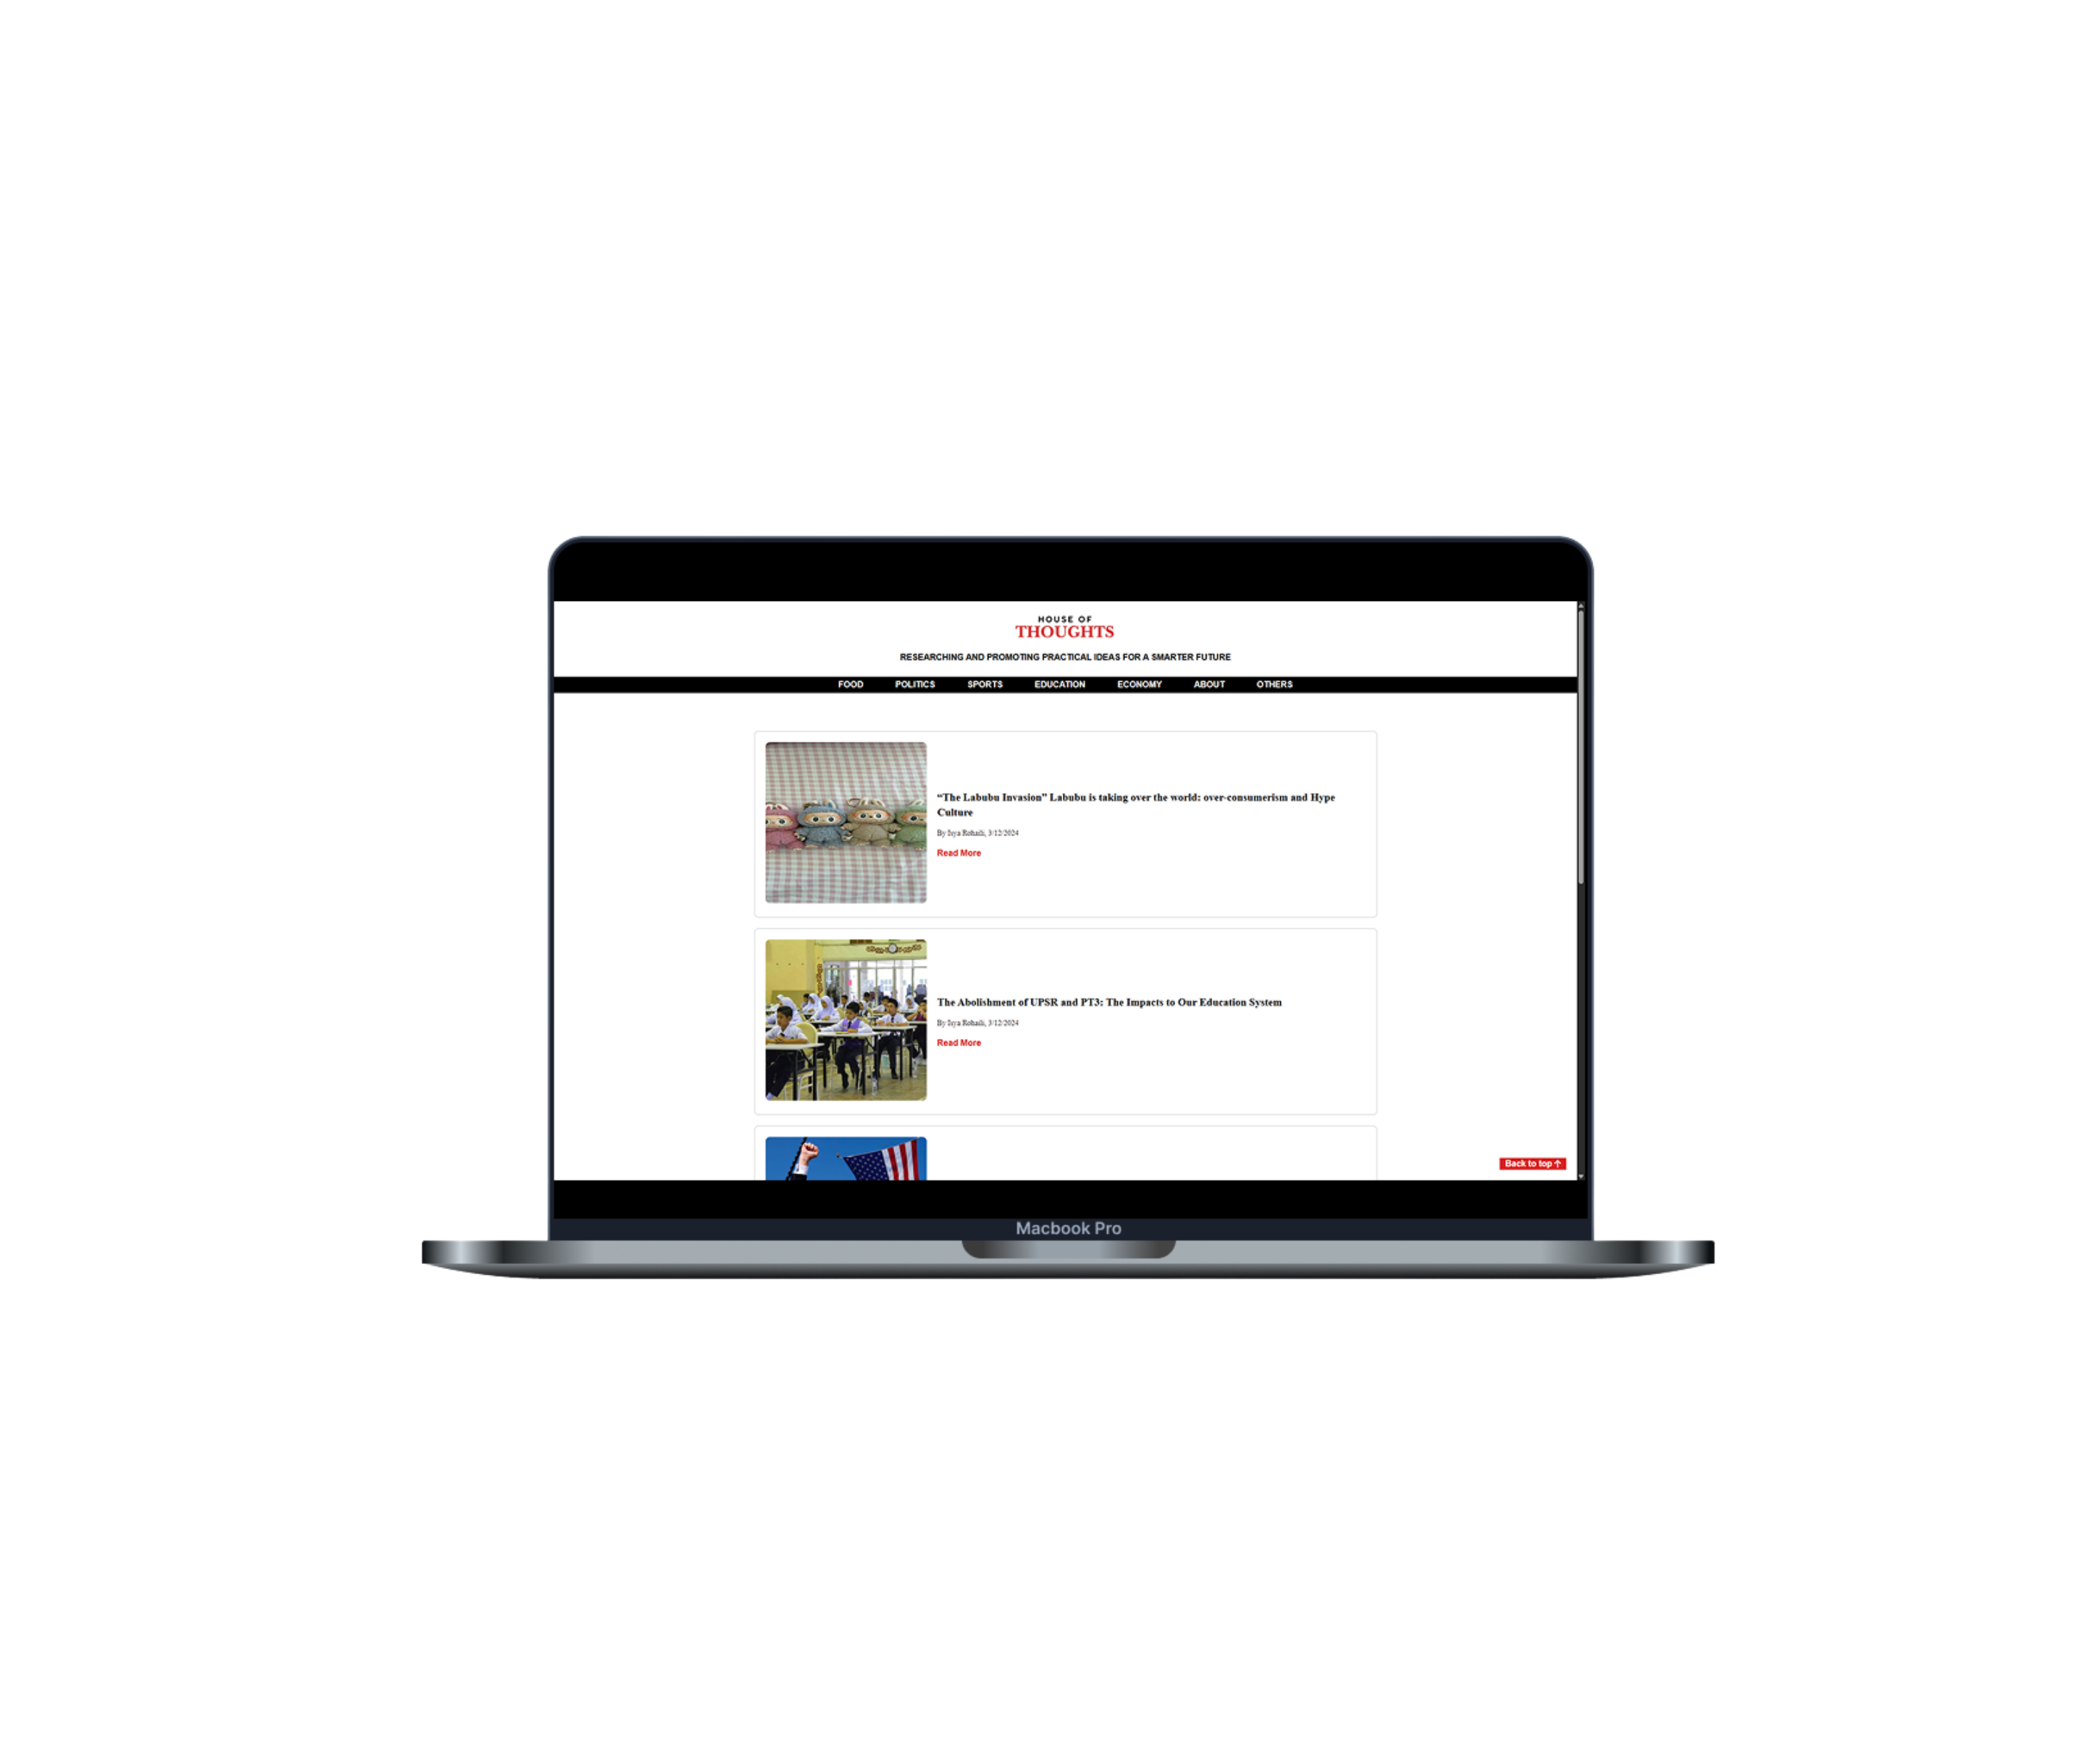 HOUSE OF
THOUGHTS
RESEARCHING AND PROMOTING PRACTICAL IDEAS FOR A SMARTER FUTURE
FOOD POLITICS SPORTS EDUCATION ECONOMY ABOUT OTHERS
“The Labubu Invasion” Labubu is taking over the world: over-consumerism and Hype
Culture
By Isya Rohaili, 3/12/2024
Read More
The Abolishment of UPSR and PT3: The Impacts to Our Education System
By Isya Rohaili, 3/12/2024
Read More
Back to top ↑
Macbook Pro